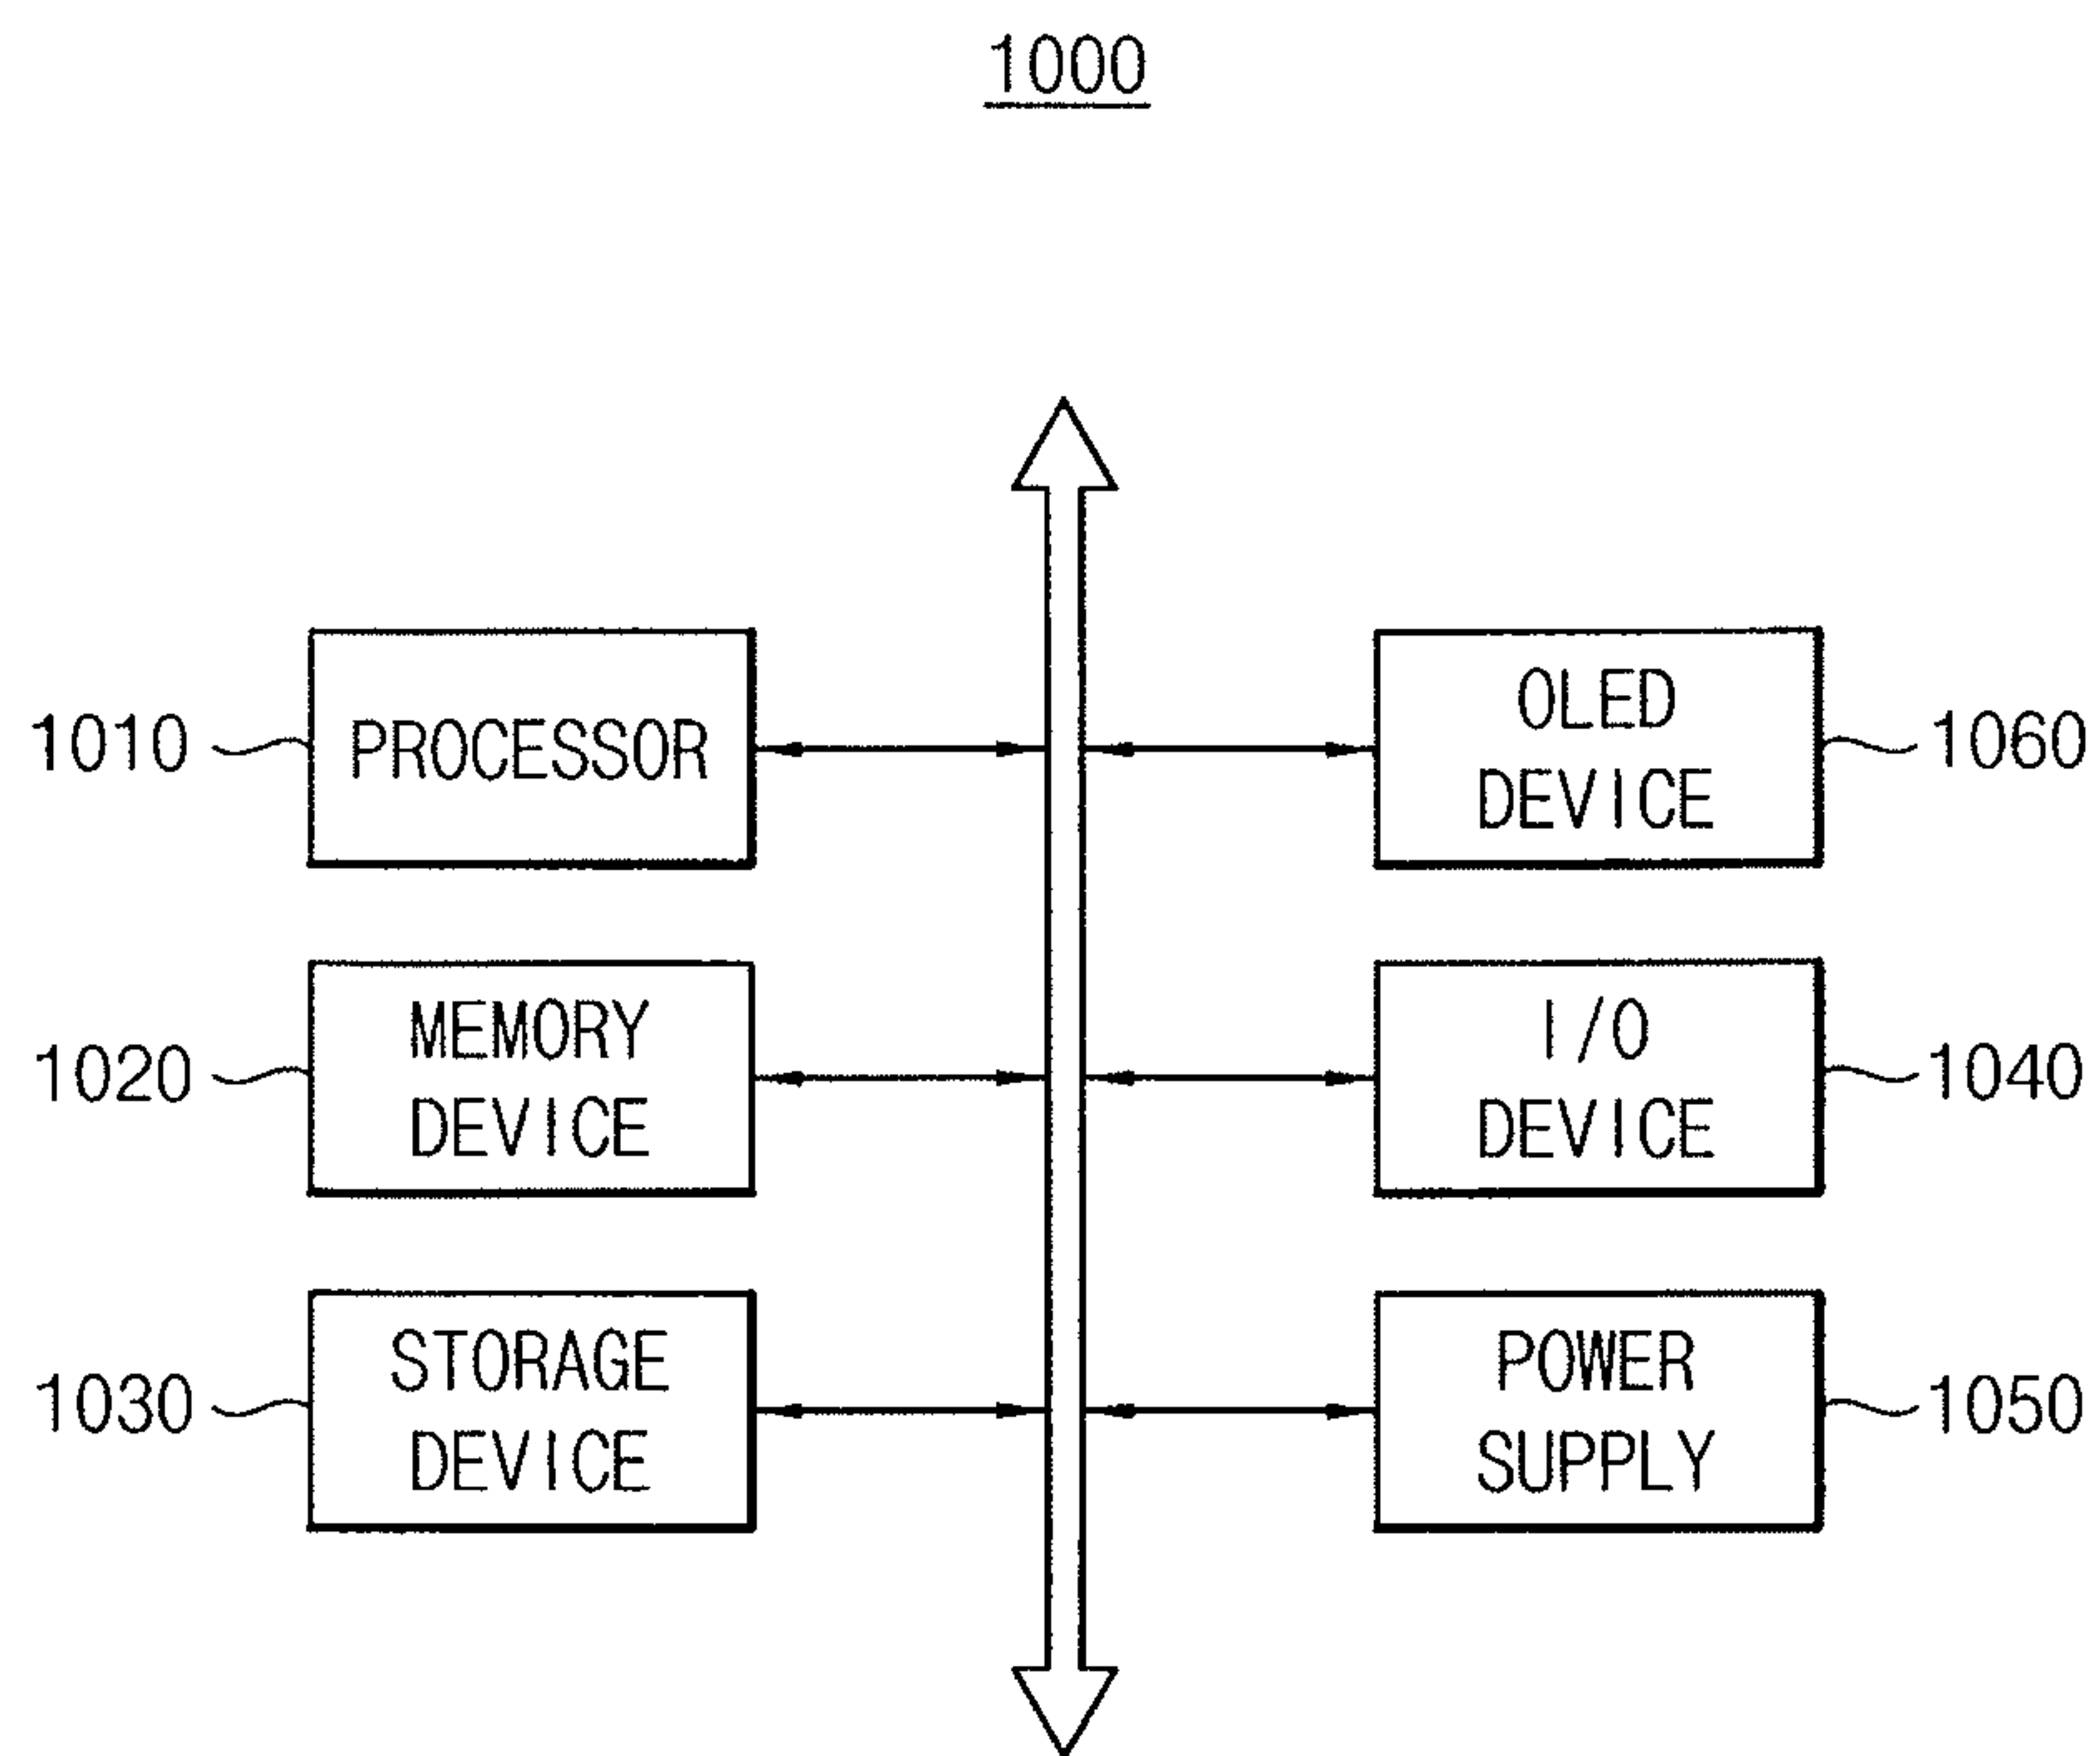 1000
1010
PROCESSOR
OLED
DEVICE
1060
1020
MEMORY
DEVICE
I/O
DEVICE
1040
1030
STORAGE
DEVICE
POWER
SUPPLY
1050